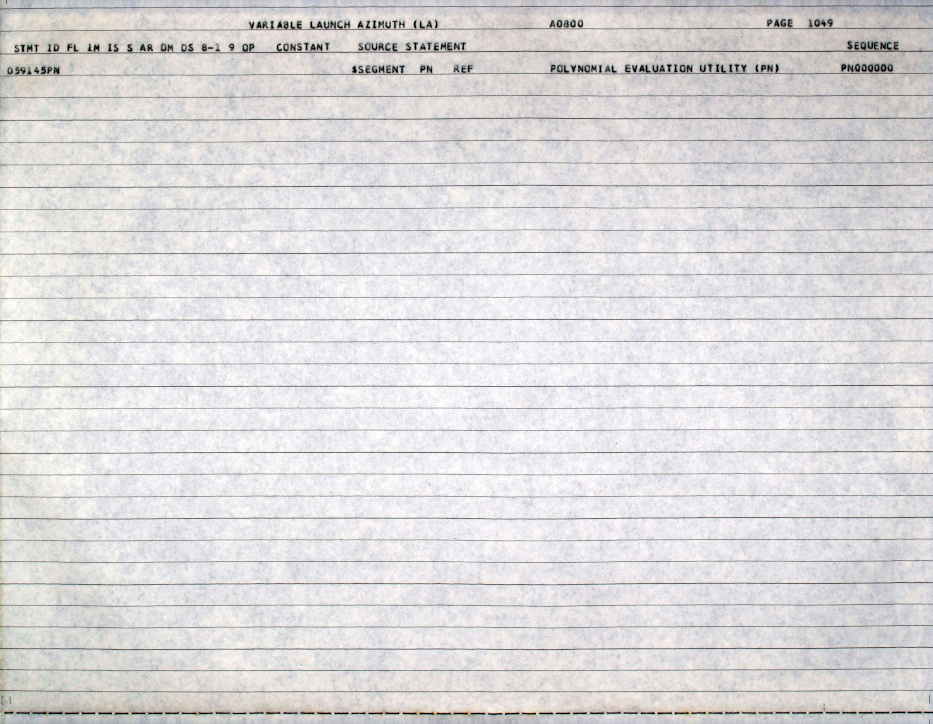 VARIABLE LAUNCH AZIMUTH (LA) A0800 PAGE 1049
STMT ID FL IM IS S AR DM DS 8-1 9 OP CONSTANT SOURCE STATEMENT SEQUENCE
059145PN $SEGMENT PN REF POLYNOMIAL EVALUATION UTILITY (PN) PN000000